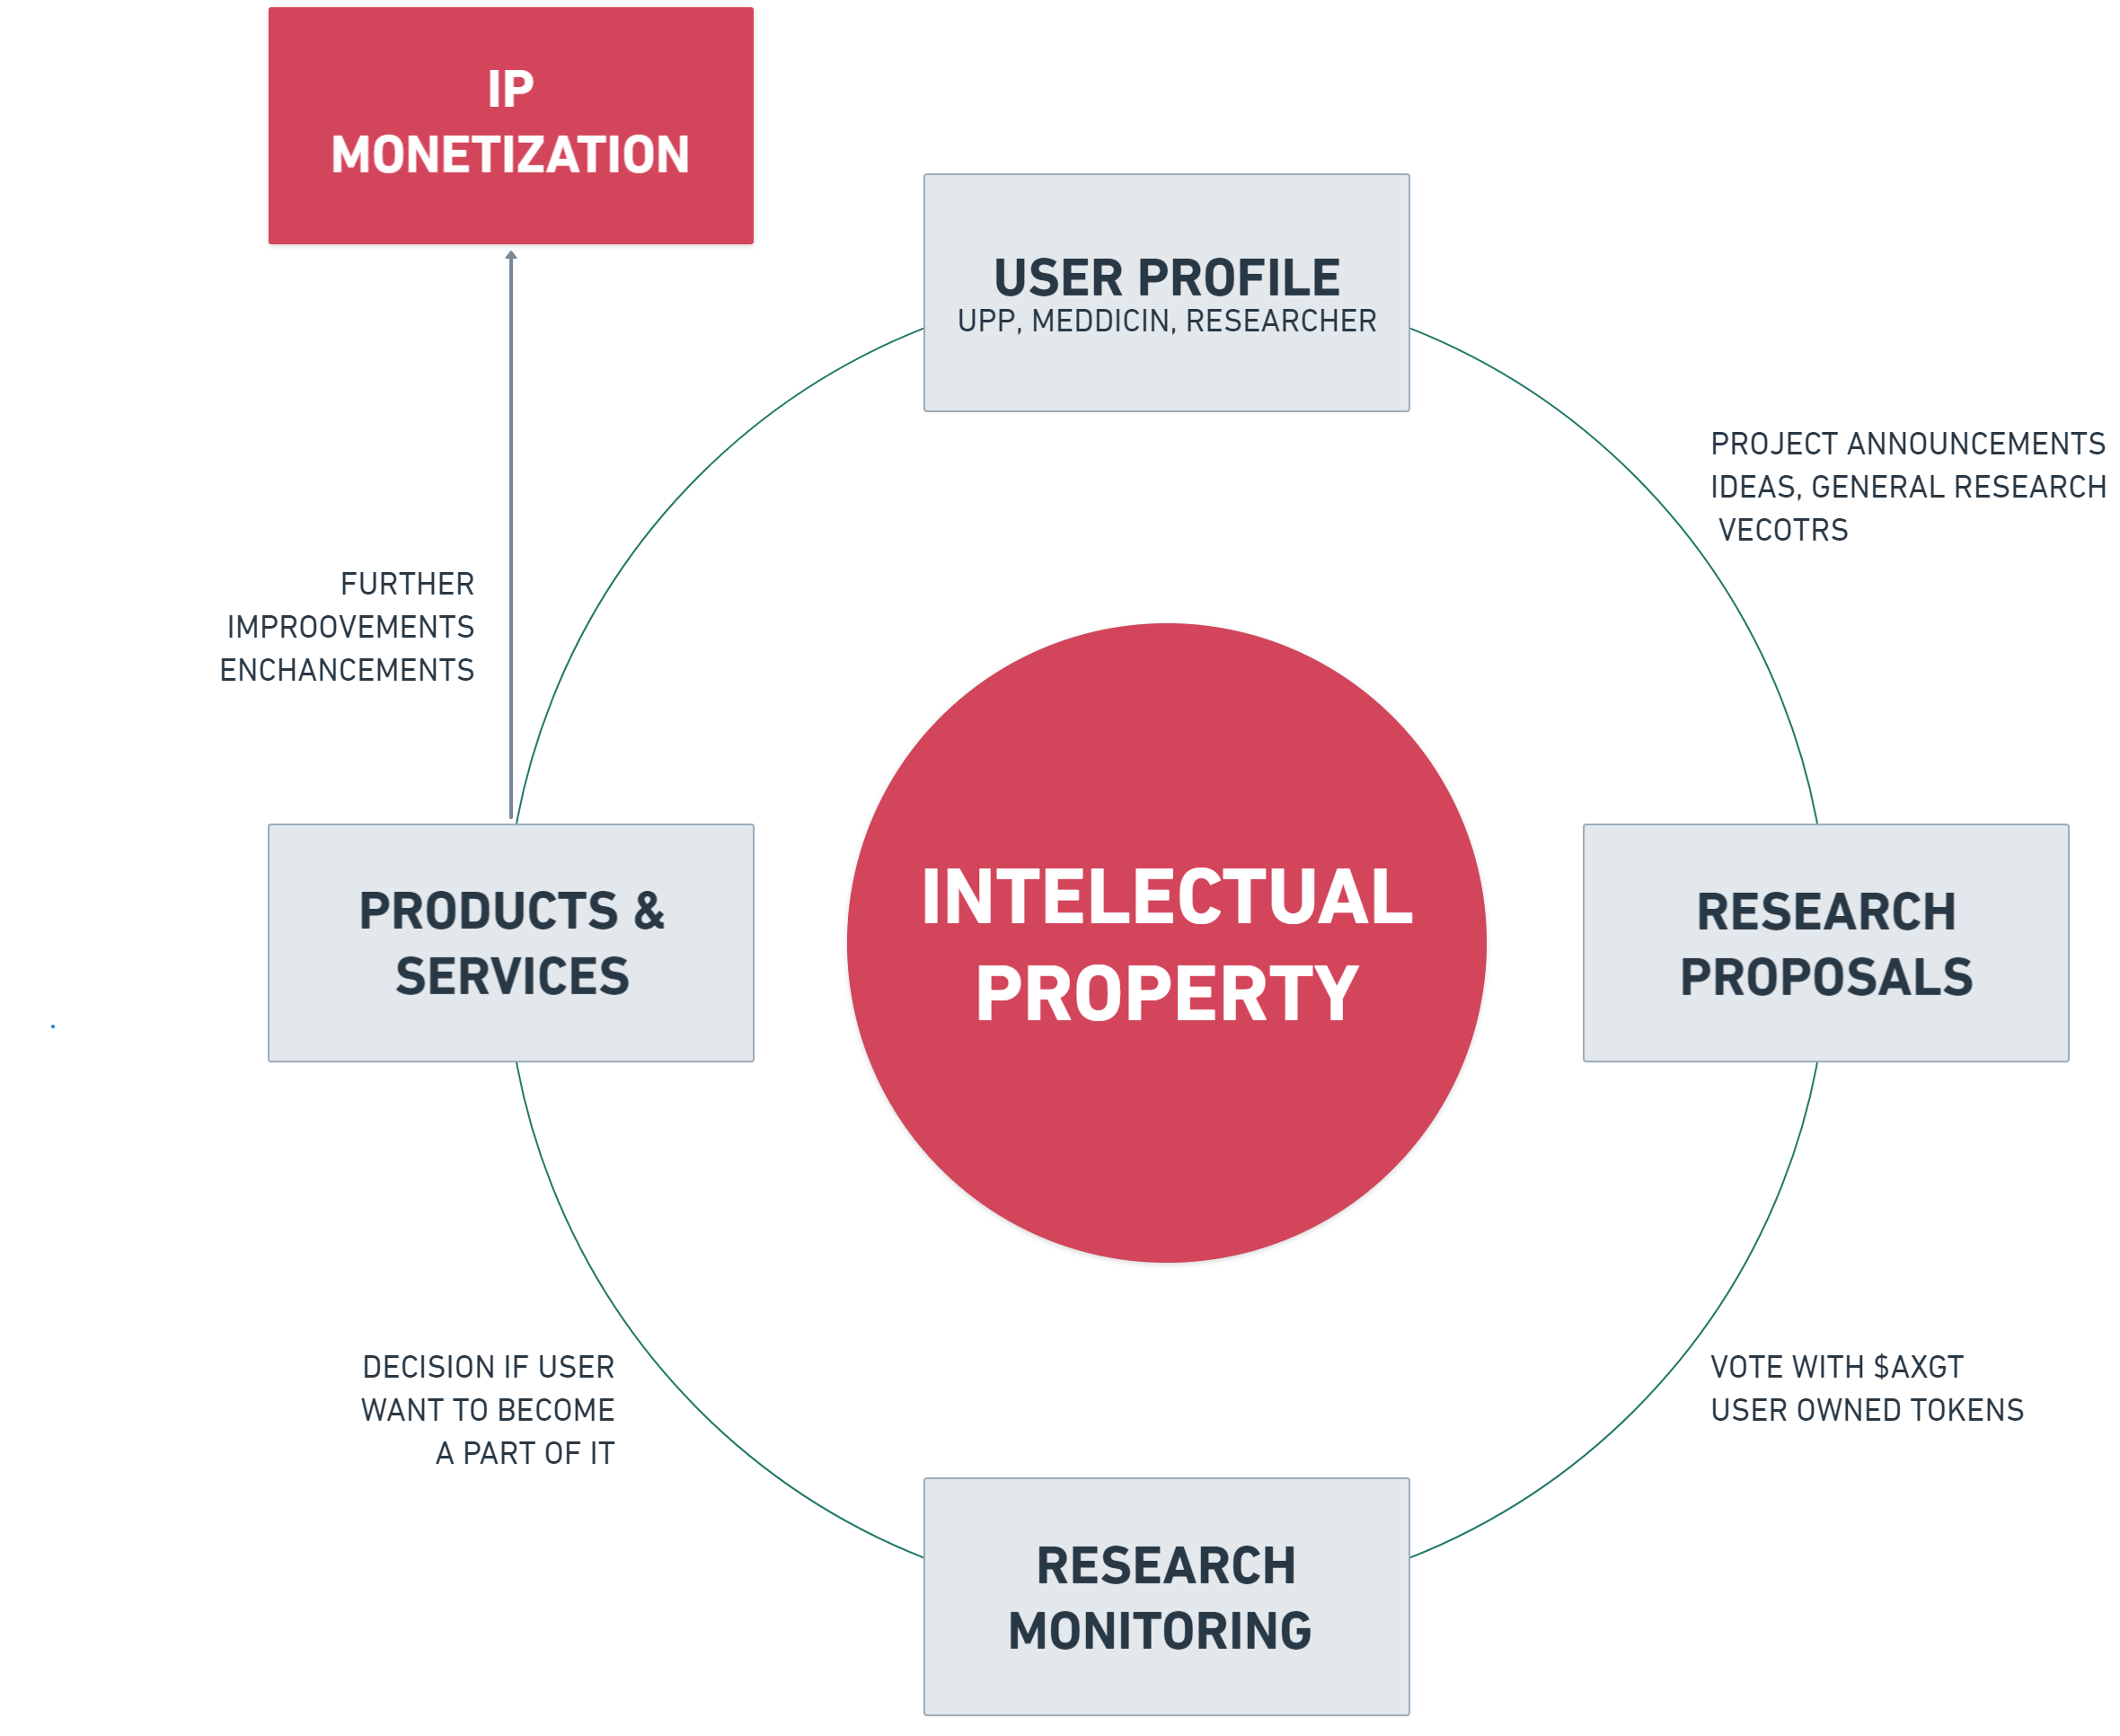 IP
MONETIZATION
USER PROFILE
UPP, MEDDICIN, RESEARCHER
PROJECT ANNOUNCEMENTS
IDEAS, GENERAL RESEARCH
VECOTRS
FURTHER
IMPROOVEMENTS
ENCHANCEMENTS
INTELECTUAL
PROPERTY
PRODUCTS &
SERVICES
RESEARCH
PROPOSALS
DECISION IF USER
WANT TO BECOME
A PART OF IT
VOTE WITH $AXGT
USER OWNED TOKENS
RESEARCH
MONITORING